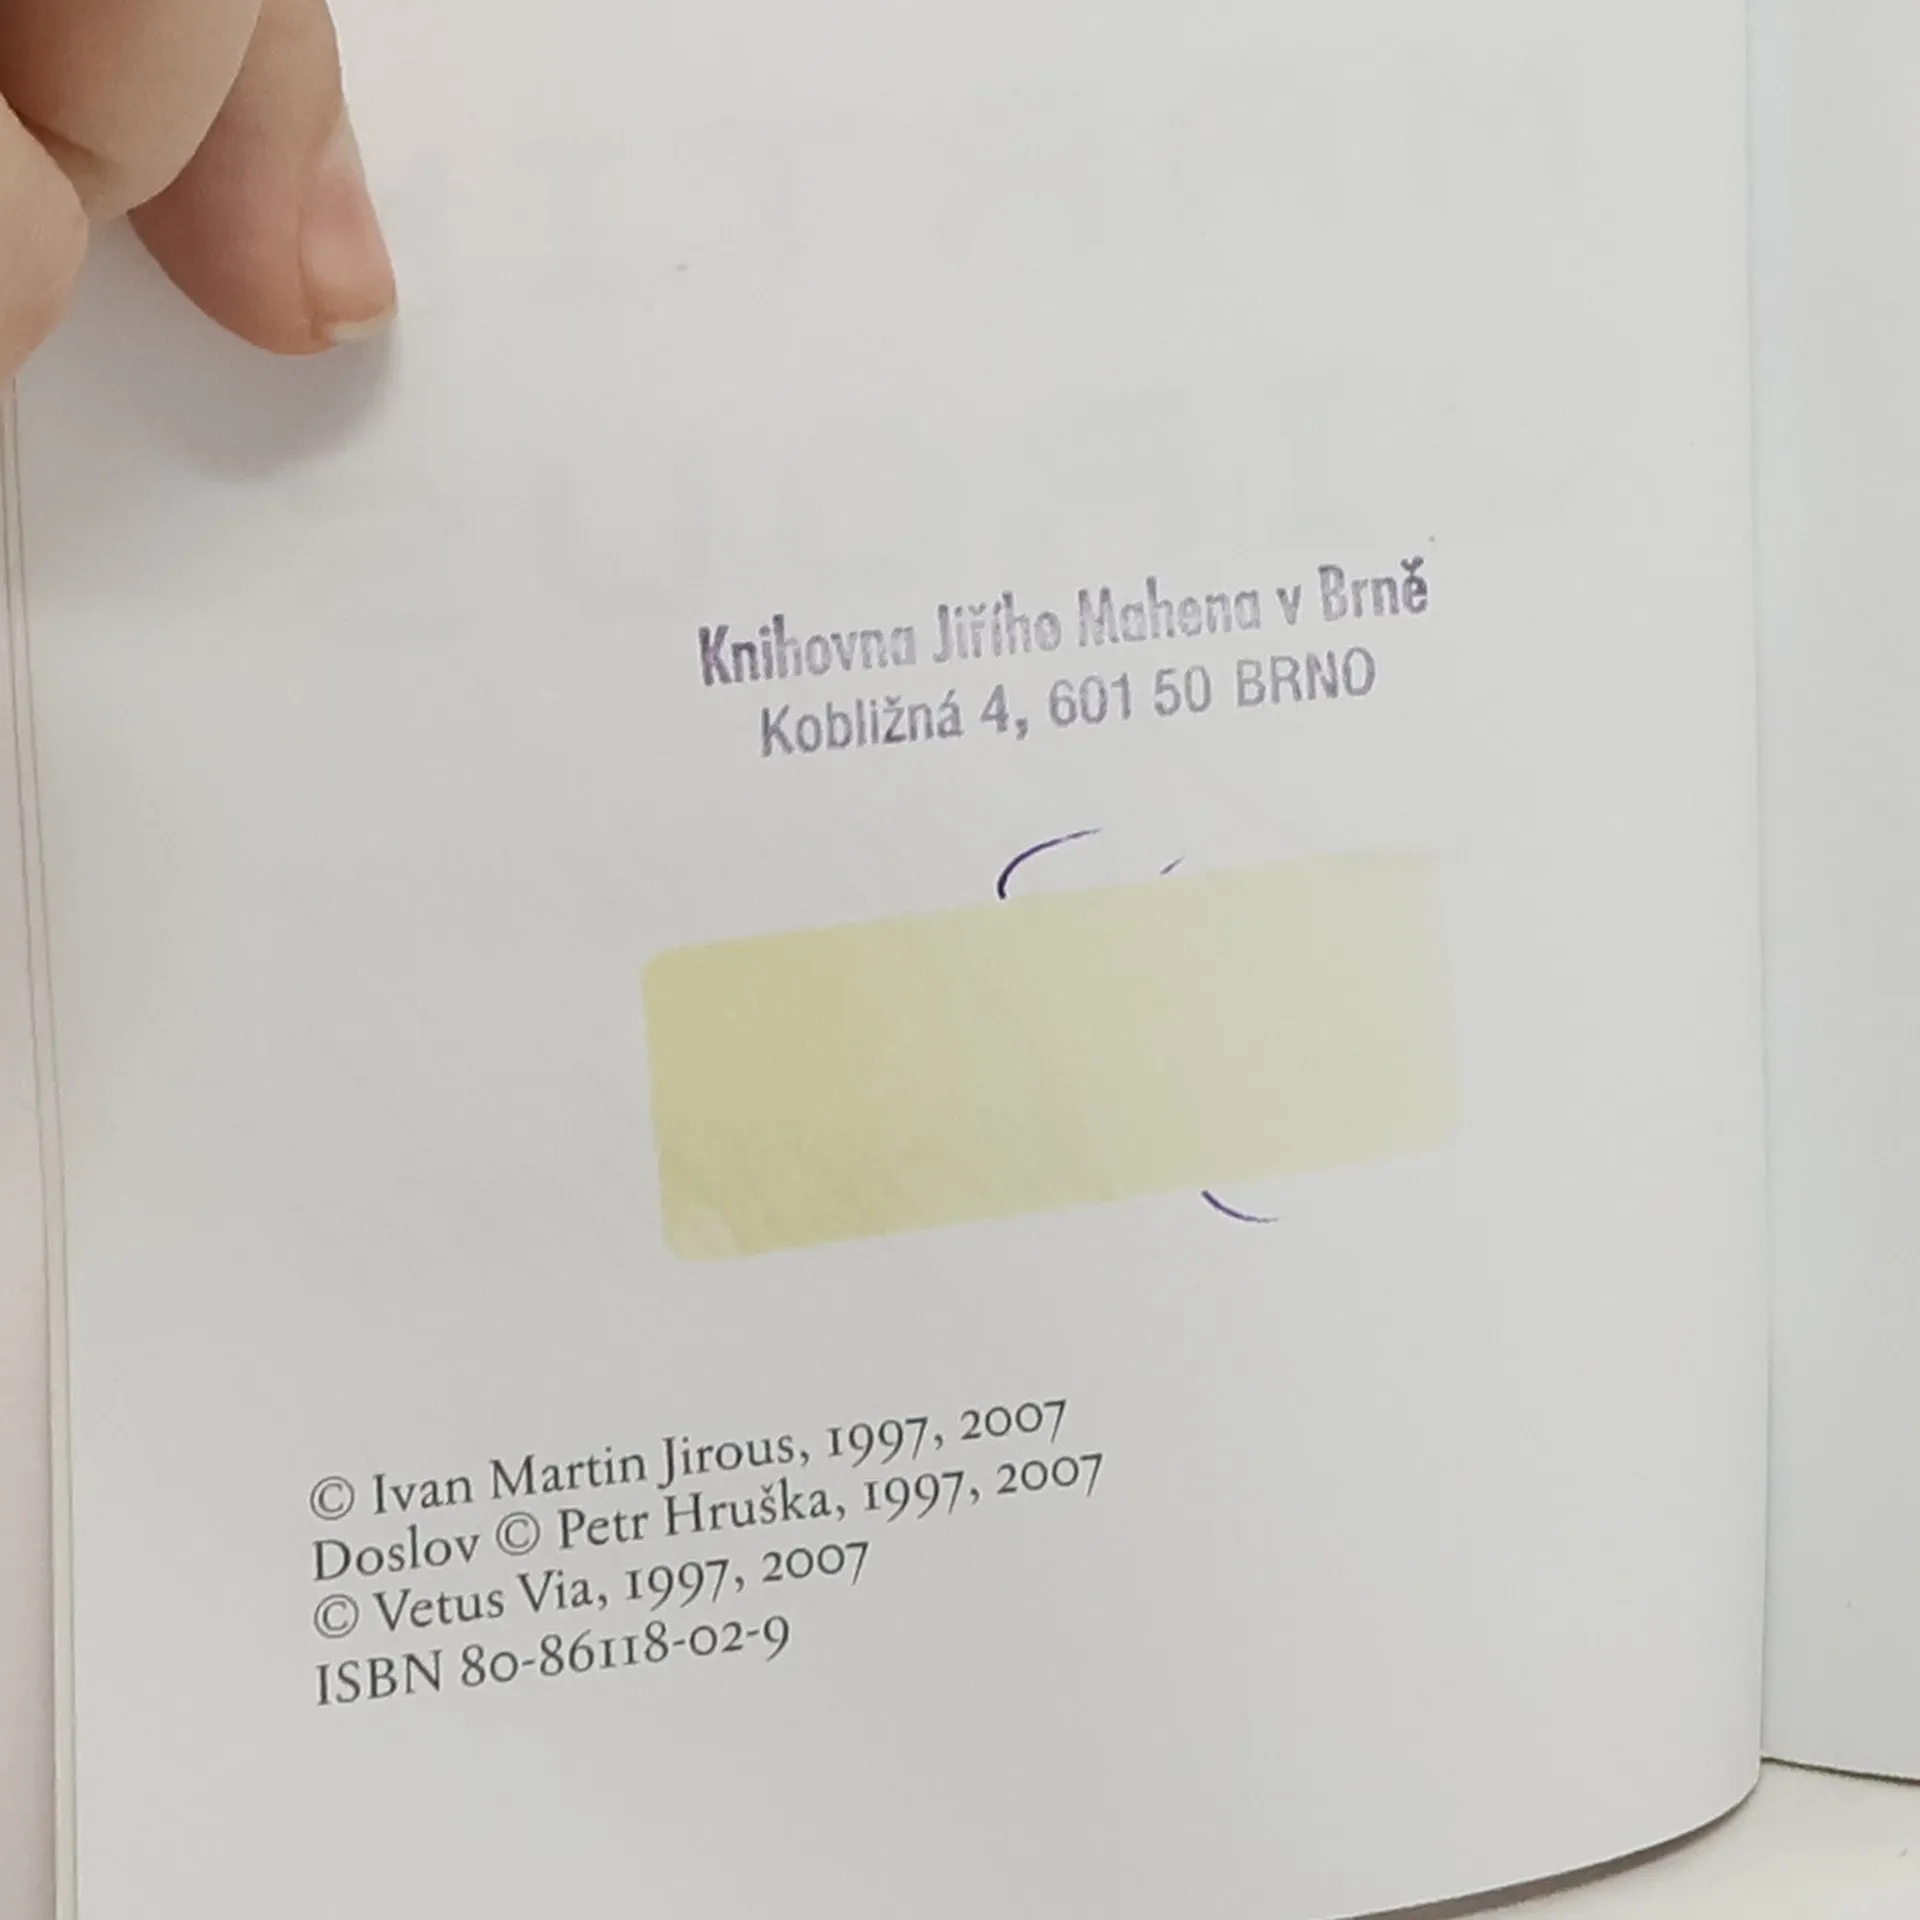 Knihovna Jiřího Mahena v Brně
Kobližná 4, 601 50 BRNO
© Ivan Martin Jirous, 1997, 2007
Doslov © Petr Hruška, 1997, 2007
© Vetus Via, 1997, 2007
ISBN 80-86118-02-9